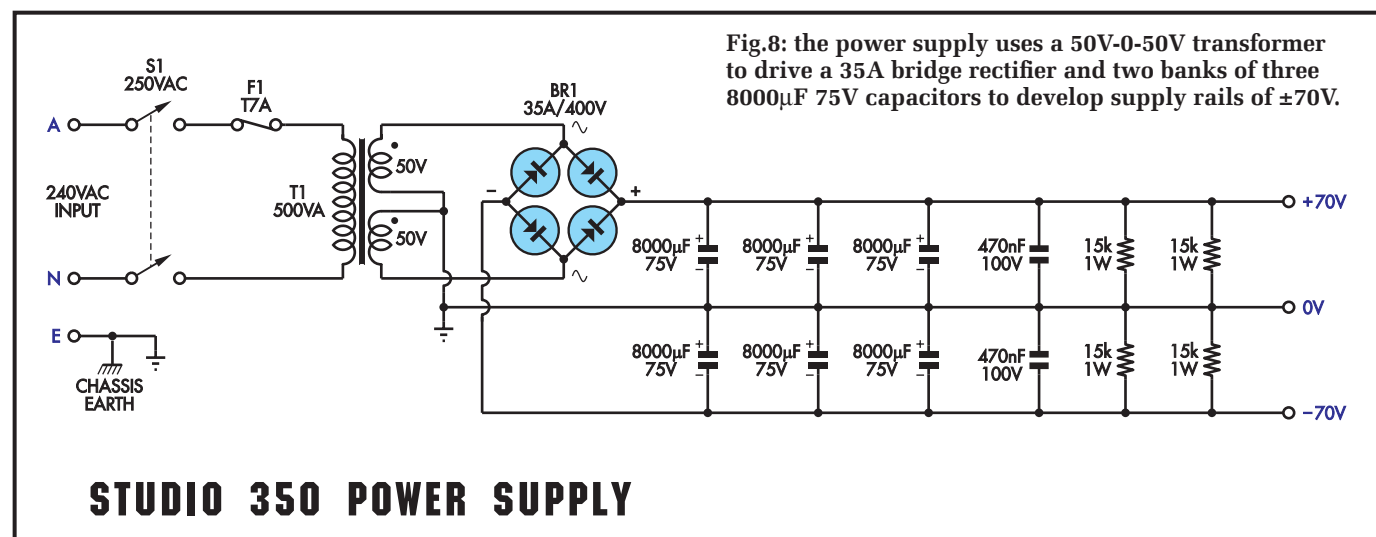 Fig.8: the power supply uses a 50V-0-50V transformer
to drive a 35A bridge rectifier and two banks of three
8000µF 75V capacitors to develop supply rails of ±70V.
S1
250VAC
F1
T7A
BR1
35A/400V
A
50V
240VAC
INPUT
T1
500VA
–
+
+70V
8000µF
75V
+
–
8000µF
75V
+
–
8000µF
75V
+
–
470nF
100V
15k
1W
15k
1W
50V
N
0V
E
CHASSIS
EARTH
8000µF
75V
+
–
8000µF
75V
+
–
8000µF
75V
+
–
470nF
100V
15k
1W
15k
1W
–70V
STUDIO 350 POWER SUPPLY